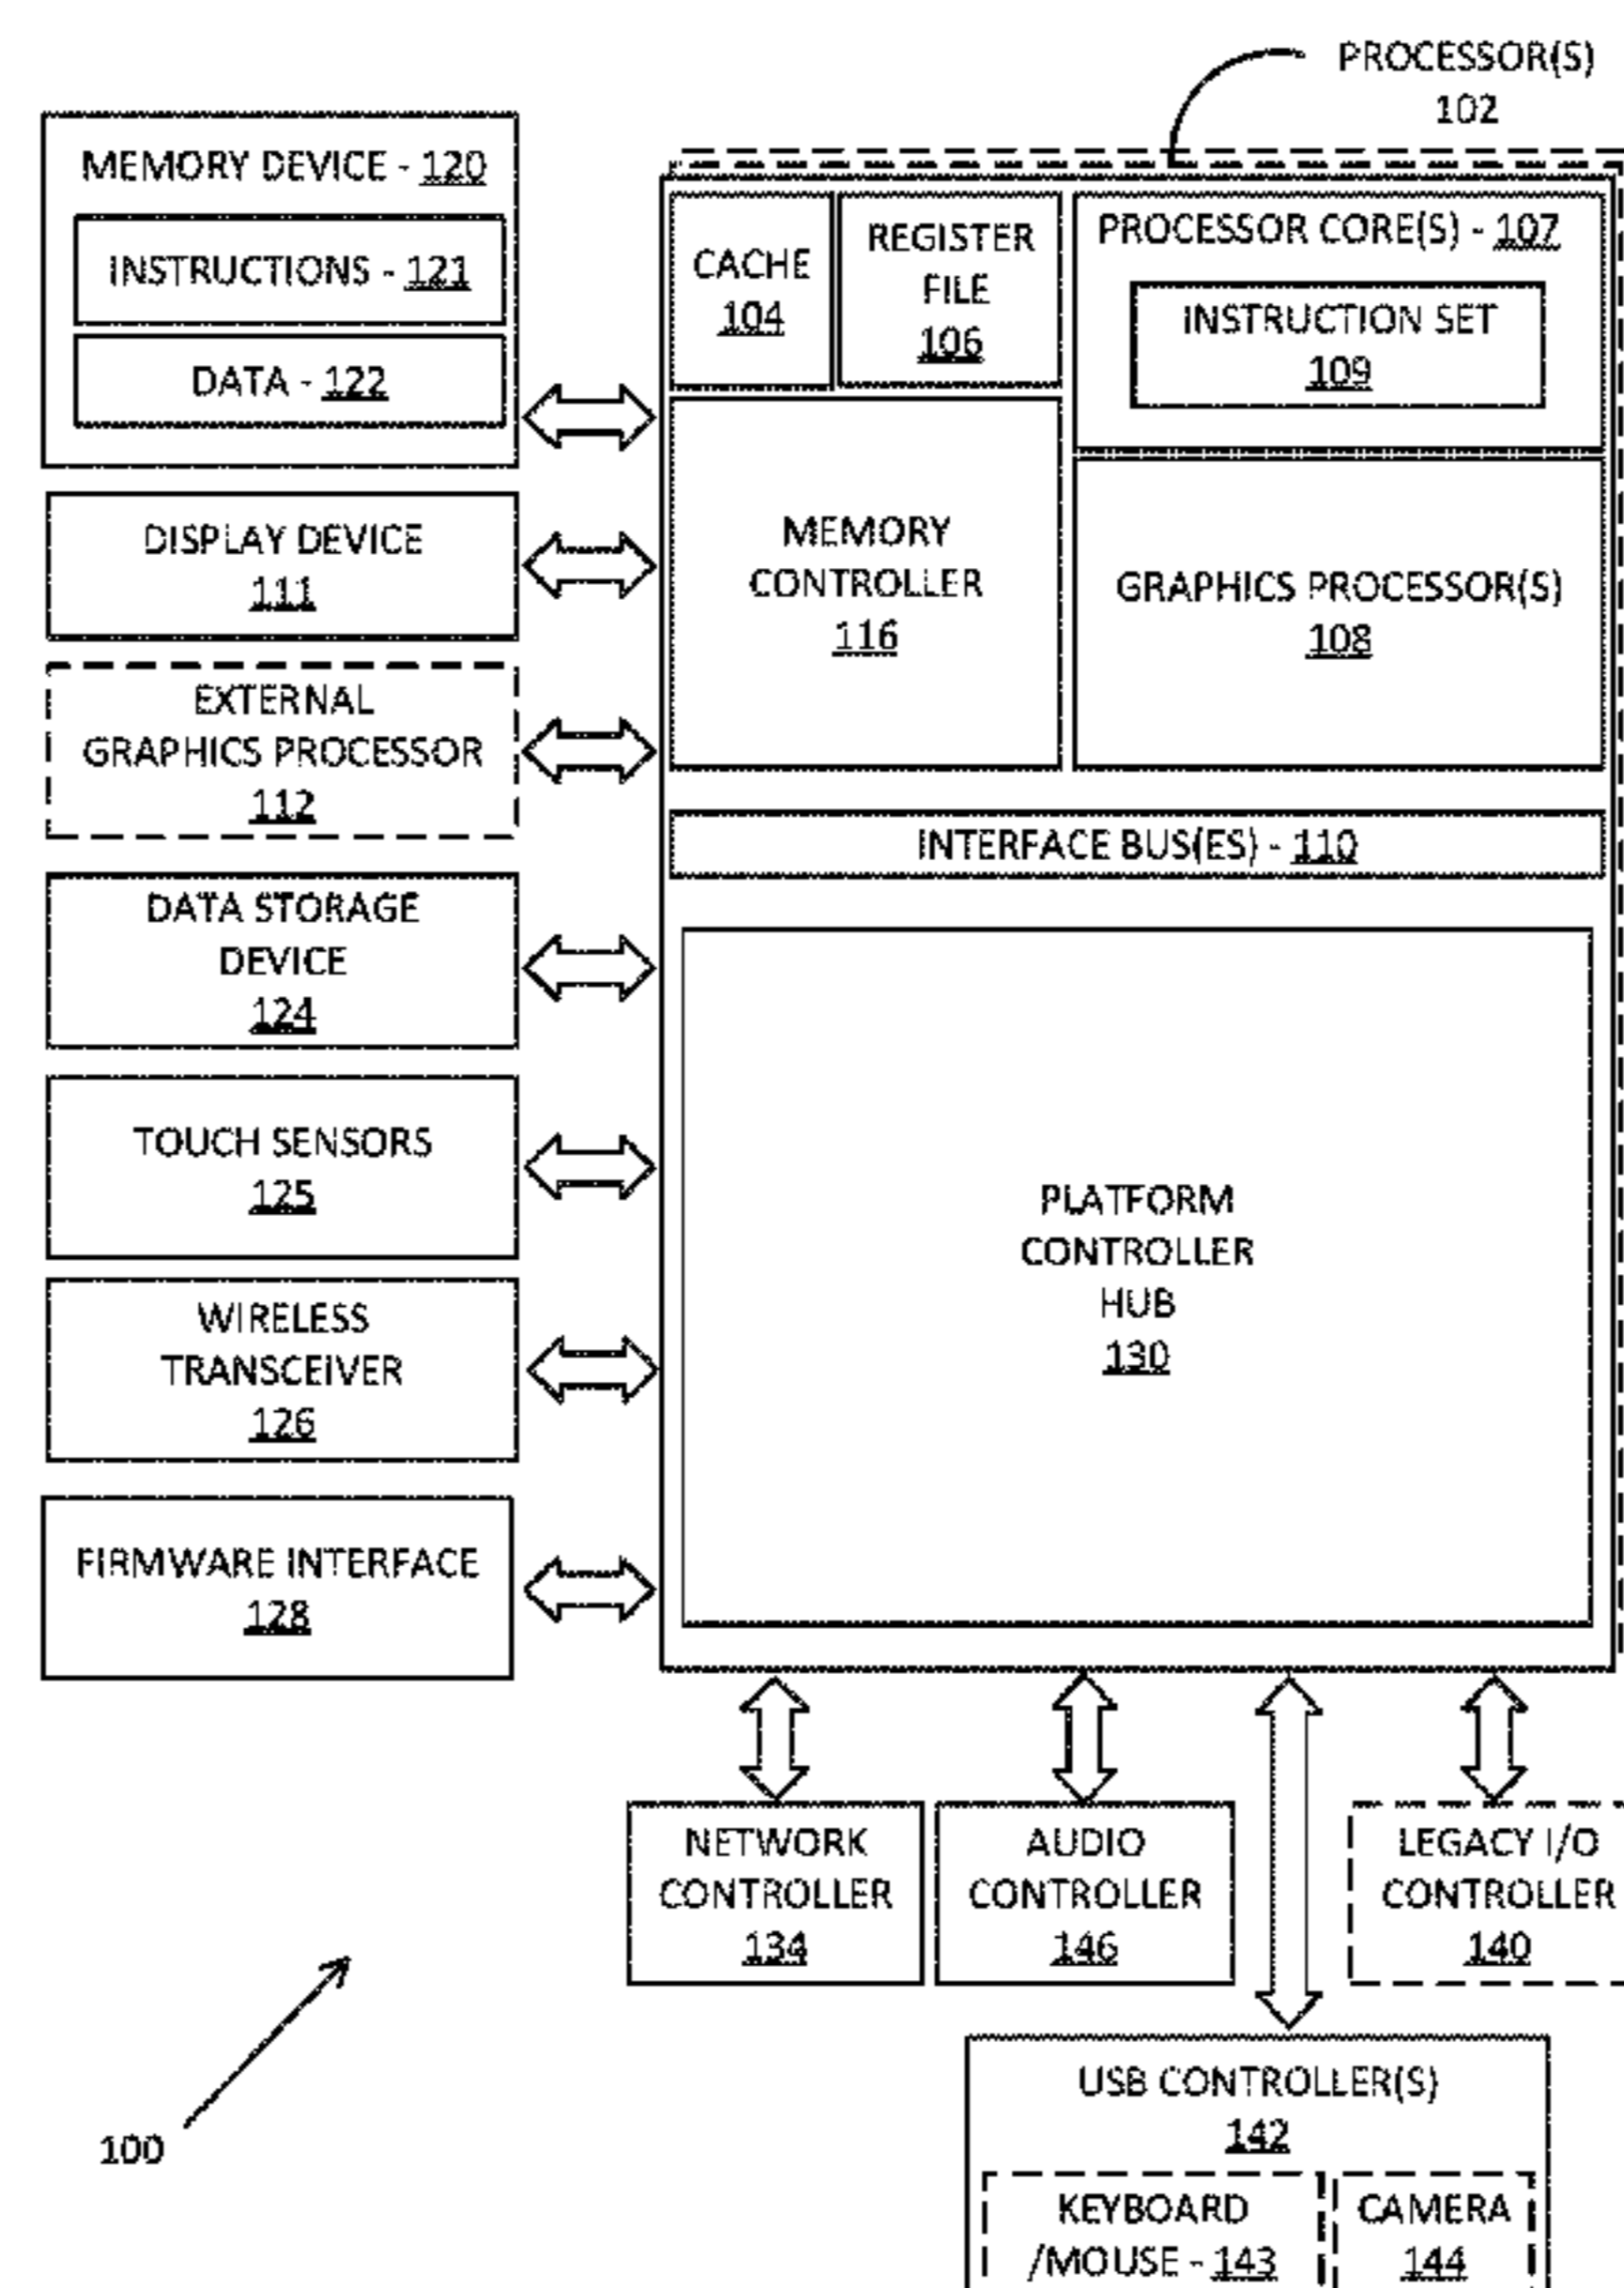 PROCESSOR(S)
102
MEMORY DEVICE - 120
INSTRUCTIONS - 121
DATA - 122
DISPLAY DEVICE
111
EXTERNAL
GRAPHICS PROCESSOR
112
DATA STORAGE
DEVICE
124
TOUCH SENSORS
125
WIRELESS
TRANSCEIVER
126
FIRMWARE INTERFACE
128
CACHE
104
REGISTER
FILE
106
PROCESSOR CORE(S) - 107
INSTRUCTION SET
109
MEMORY
CONTROLLER
116
GRAPHICS PROCESSOR(S)
108
INTERFACE BUS(ES) - 110
PLATFORM
CONTROLLER
HUB
130
NETWORK
CONTROLLER
134
AUDIO
CONTROLLER
146
LEGACY I/O
CONTROLLER
140
USB CONTROLLER(S)
142
KEYBOARD
/MOUSE - 143
CAMERA
144
100